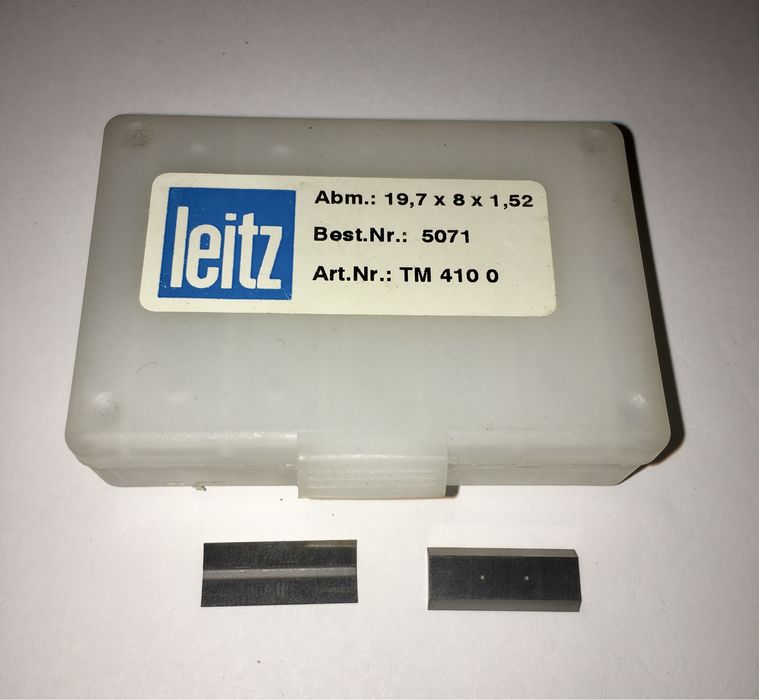 leitz
Abm.: 19,7 x 8 x 1,52
Best.Nr.: 5071
Art.Nr.: TM 410 0